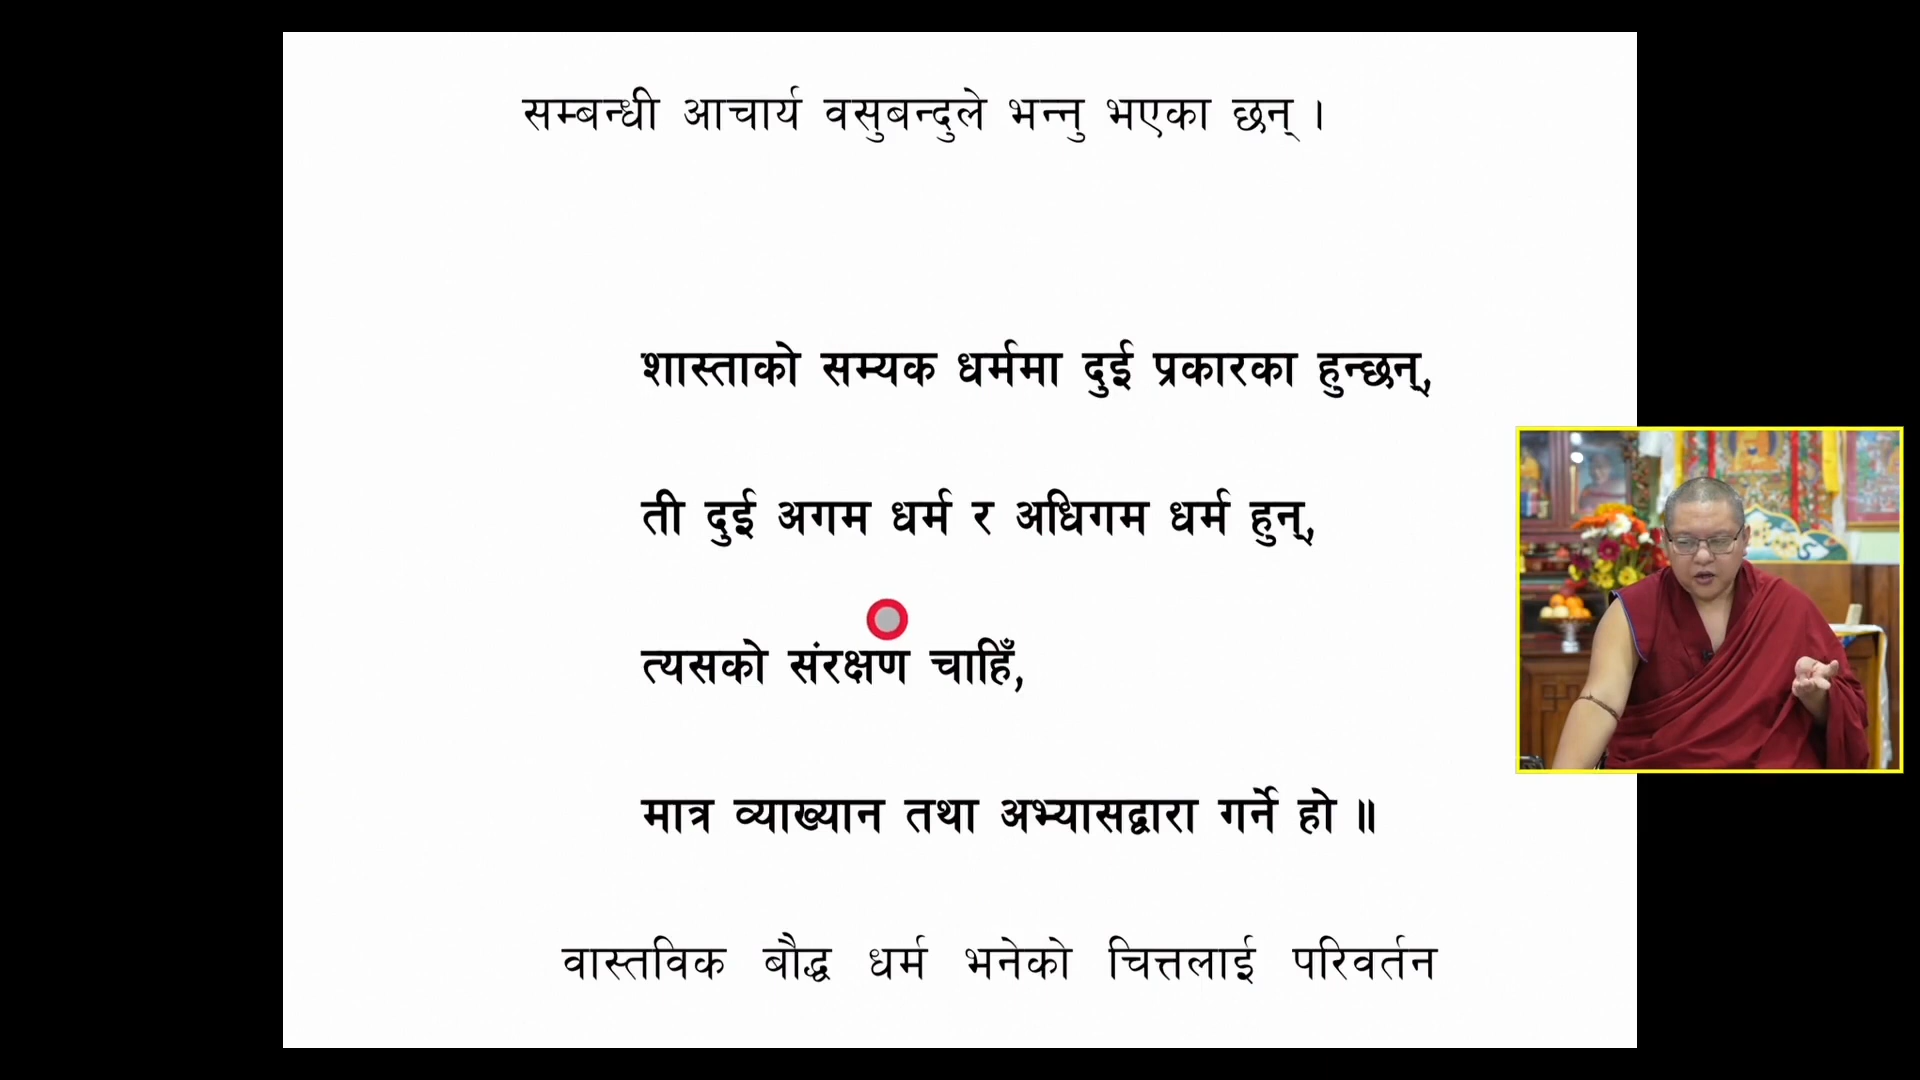 सम्बन्धी आचार्य वसुबन्दुले भन्नु भएका छन् ।
शास्ताको सम्यक धर्ममा दुई प्रकारका हुन्छन्,
ती दुई अगम धर्म र अधिगम धर्म हुन्,
त्यसको संरक्षण चाहिँ,
मात्र व्याख्यान तथा अभ्यासद्वारा गर्ने हो ॥
वास्तविक बौद्ध धर्म भनेको चित्तलाई परिवर्तन